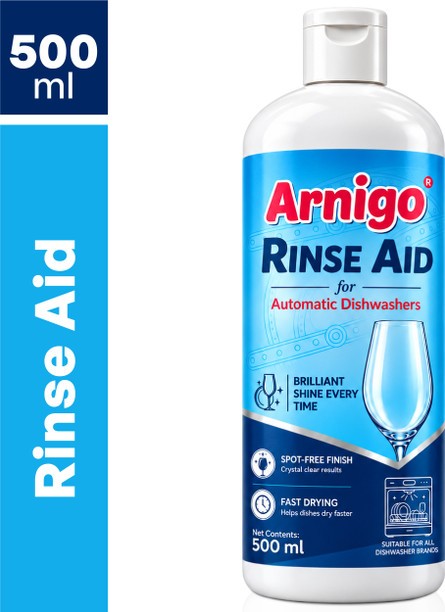 500
ml
Rinse Aid
Arnigo®
RINSE AID
for
Automatic Dishwashers
BRILLIANT
SHINE EVERY
TIME
SPOT-FREE FINISH
Crystal clear results
FAST DRYING
Helps dishes dry faster
Net Contents:
500 ml
SUITABLE FOR ALL
DISHWASHER BRANDS